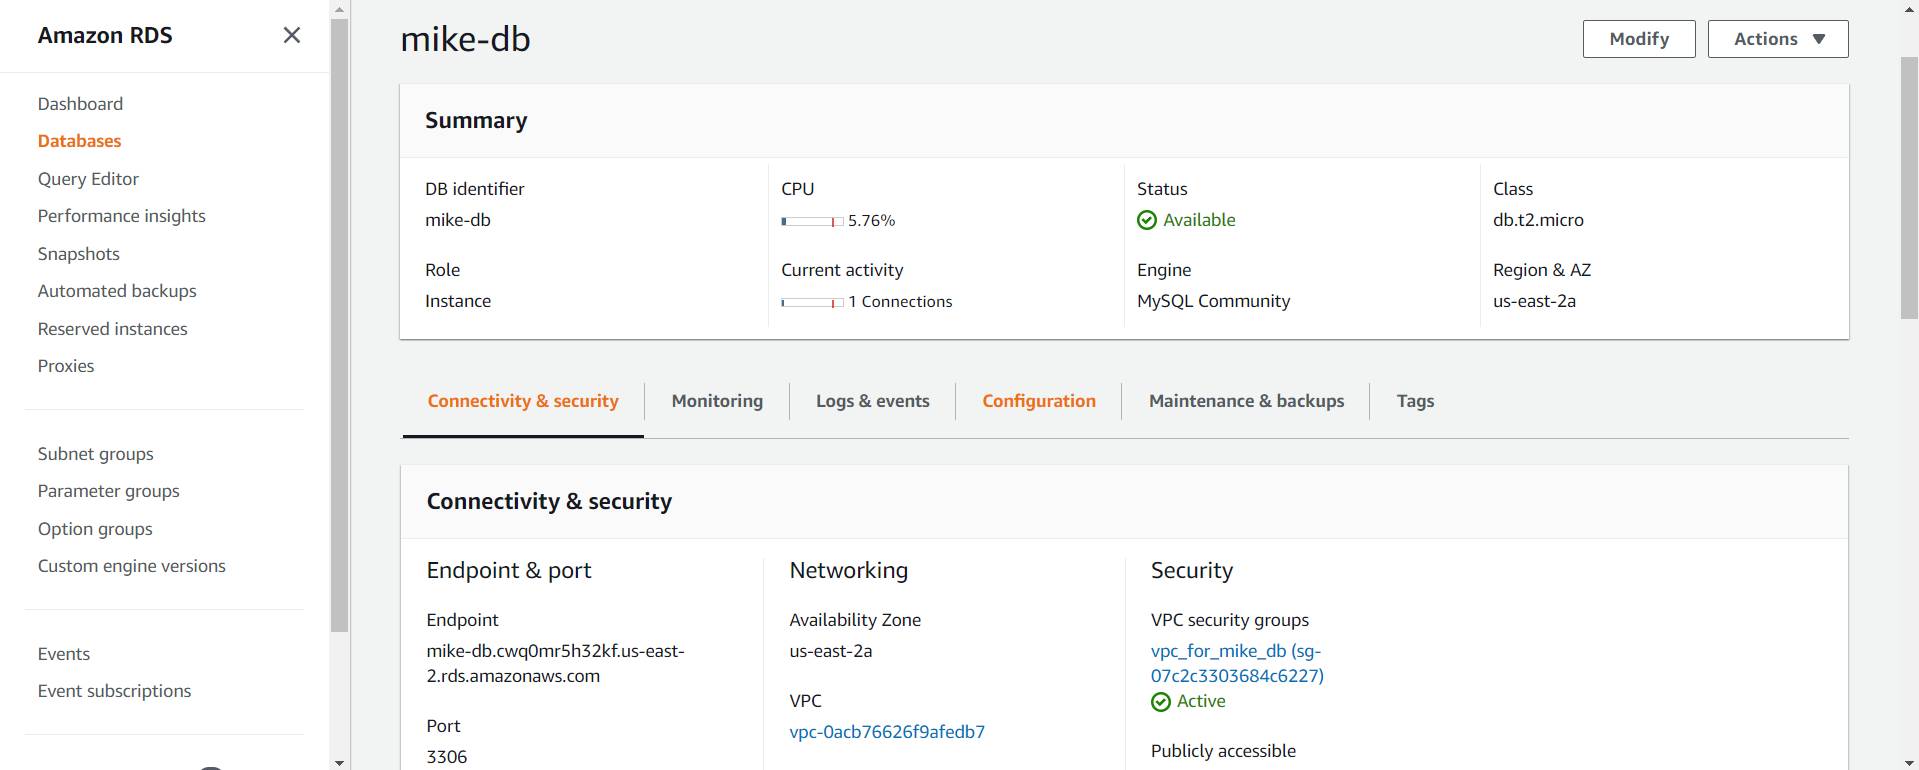 Amazon RDS
Dashboard
Databases
Query Editor
Performance insights
Snapshots
Automated backups
Reserved instances
Proxies
Subnet groups
Parameter groups
Option groups
Custom engine versions
Events
Event subscriptions
mike-db
Modify
Actions
Summary
DB identifier
mike-db
Role
Instance
CPU
5.76%
Current activity
1 Connections
Status
Available
Engine
MySQL Community
Class
db.t2.micro
Region & AZ
us-east-2a
Connectivity & security
Monitoring
Logs & events
Configuration
Maintenance & backups
Tags
Connectivity & security
Endpoint & port
Endpoint
mike-db.cwq0mr5h32kf.us-east-
2.rds.amazonaws.com
Port
3306
Networking
Availability Zone
us-east-2a
VPC
vpc-0acb76626f9afedb7
Security
VPC security groups
vpc_for_mike_db (sg-
07c2c3303684c6227)
Active
Publicly accessible